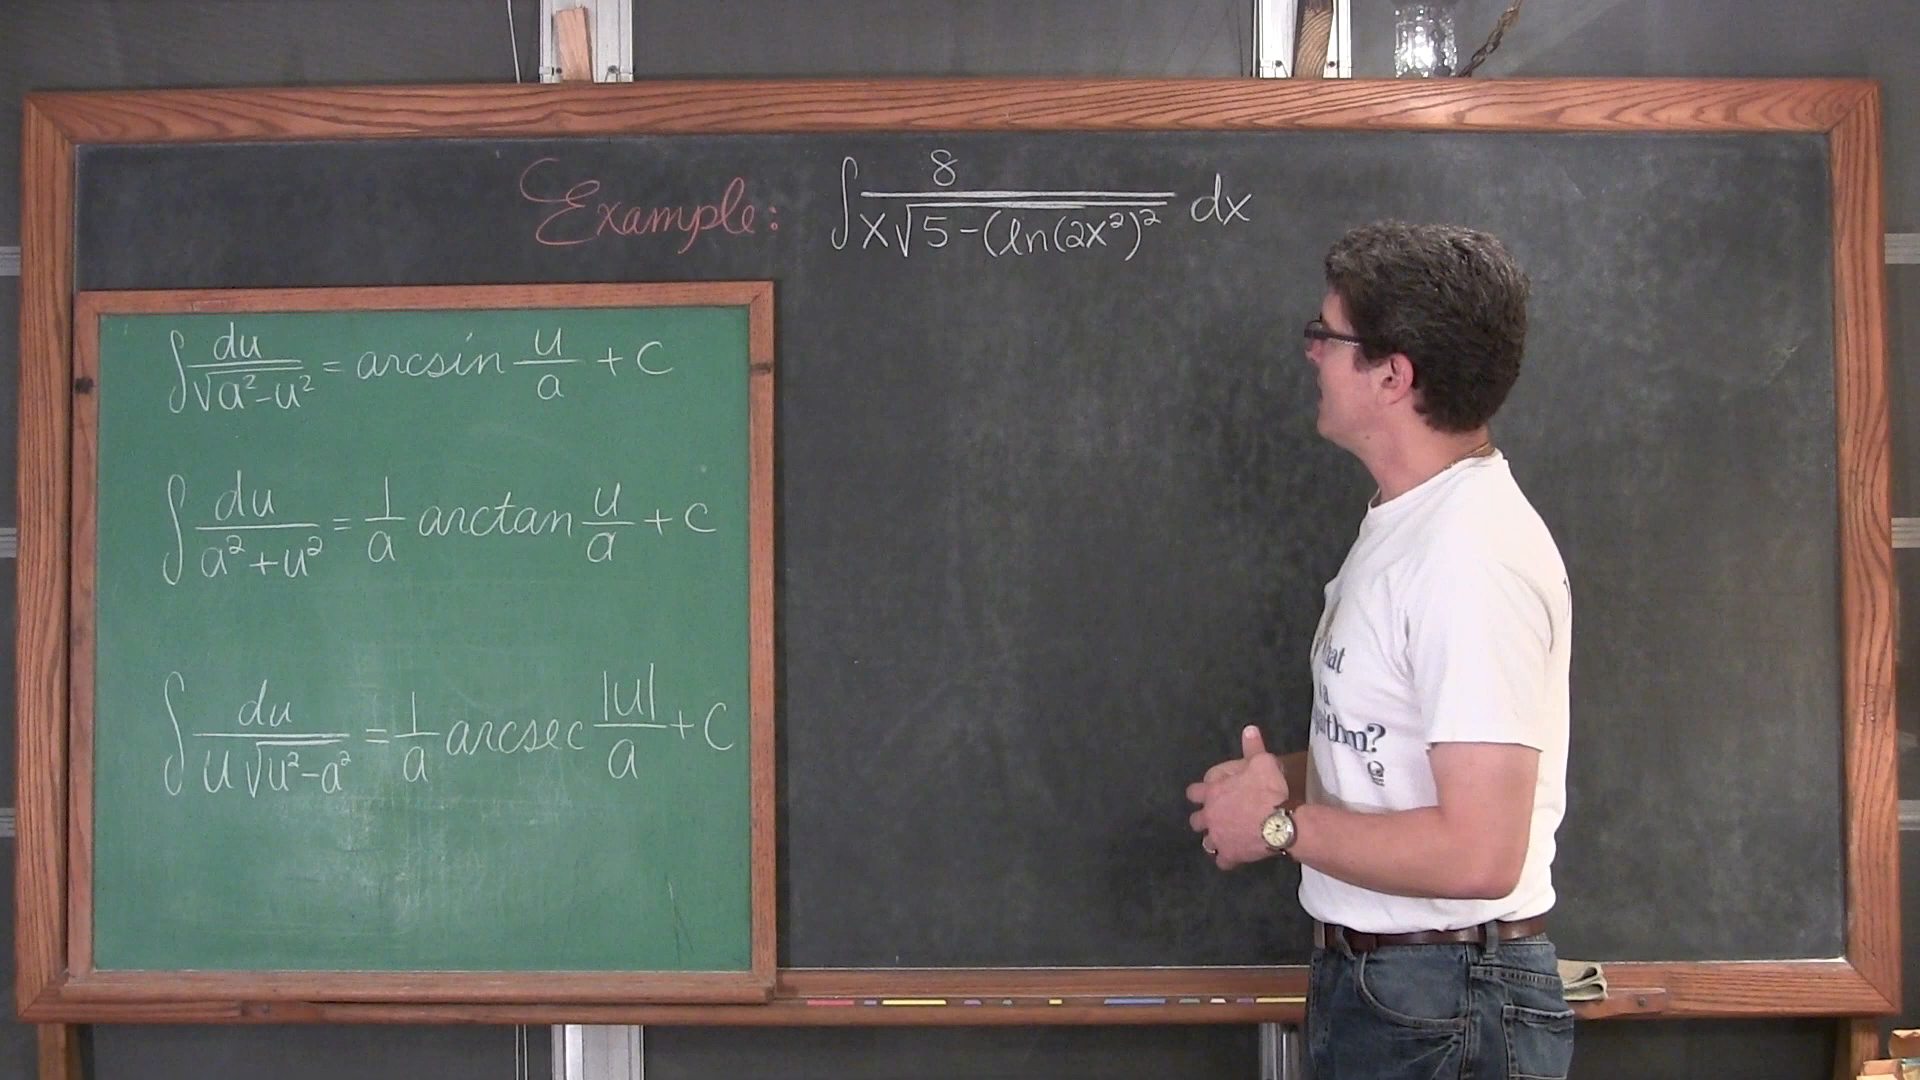 Example: ∫ 8 / x√5-(ln(2x²)² dx
∫ du / √a²-u² = arcsin u/a + C
∫ du / a²+u² = 1/a arctan u/a + C
∫ du / u√u²-a² = 1/a arcsec |u|/a + C